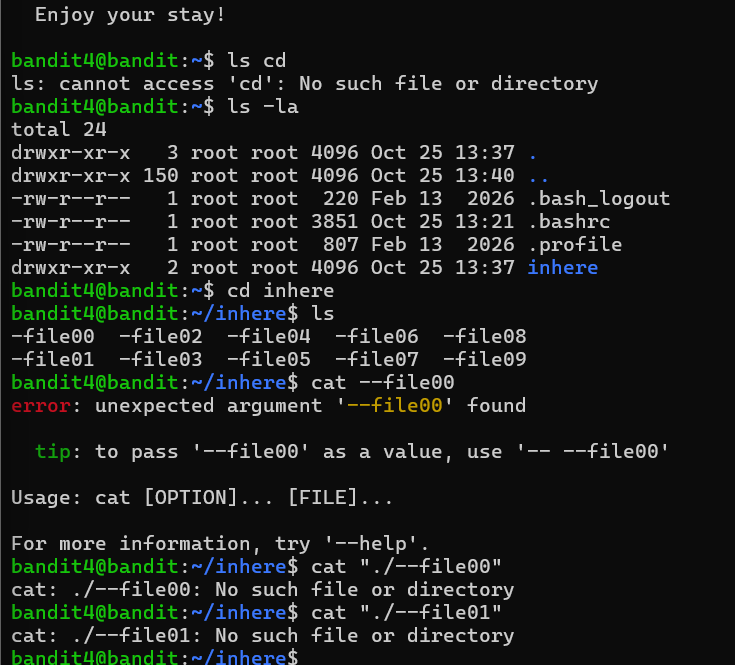 Enjoy your stay!
bandit4@bandit:~$ ls cd
ls: cannot access 'cd': No such file or directory
bandit4@bandit:~$ ls -la
total 24
drwxr-xr-x   3 root root 4096 Oct 25 13:37 .
drwxr-xr-x 150 root root 4096 Oct 25 13:40 ..
-rw-r--r--   1 root root  220 Feb 13  2026 .bash_logout
-rw-r--r--   1 root root 3851 Oct 25 13:21 .bashrc
-rw-r--r--   1 root root  807 Feb 13  2026 .profile
drwxr-xr-x   2 root root 4096 Oct 25 13:37 inhere
bandit4@bandit:~$ cd inhere
bandit4@bandit:~/inhere$ ls
-file00  -file02  -file04  -file06  -file08
-file01  -file03  -file05  -file07  -file09
bandit4@bandit:~/inhere$ cat --file00
error: unexpected argument '--file00' found
tip: to pass '--file00' as a value, use '-- --file00'
Usage: cat [OPTION]... [FILE]...
For more information, try '--help'.
bandit4@bandit:~/inhere$ cat "./--file00"
cat: ./--file00: No such file or directory
bandit4@bandit:~/inhere$ cat "./--file01"
cat: ./--file01: No such file or directory
bandit4@bandit:~/inhere$